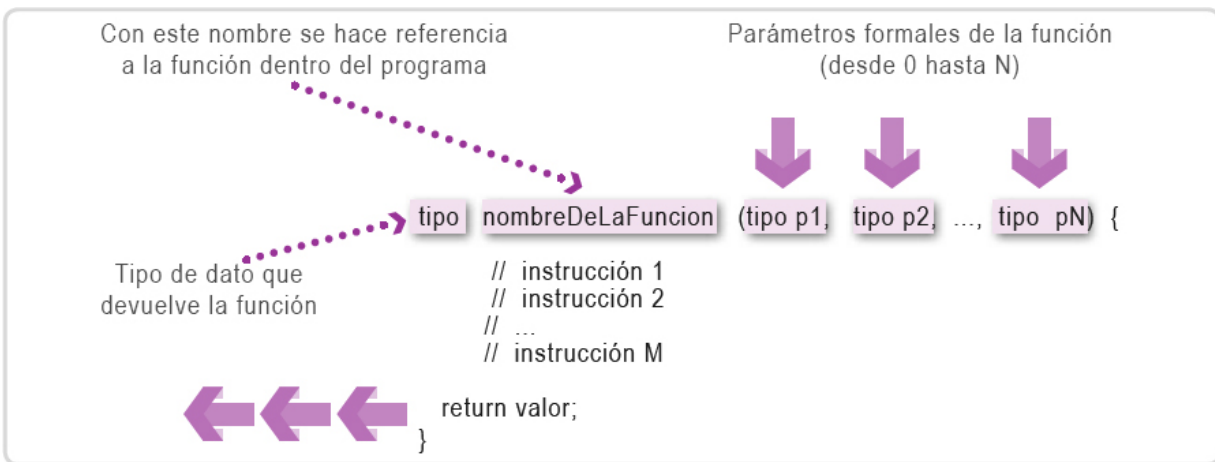 Con este nombre se hace referencia
a la función dentro del programa
Parámetros formales de la función
(desde 0 hasta N)
tipo nombreDeLaFuncion (tipo p1, tipo p2, ..., tipo pN) {
Tipo de dato que
devuelve la función
// instrucción 1
// instrucción 2
// ...
// instrucción M
return valor;
}